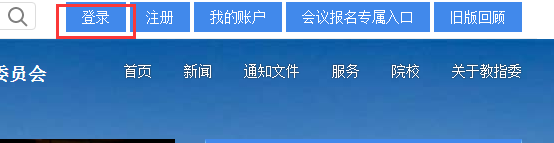 登录 注册 我的账户 会议报名专属入口 旧版回顾
委员会 首页 新闻 通知文件 服务 院校 关于教指委